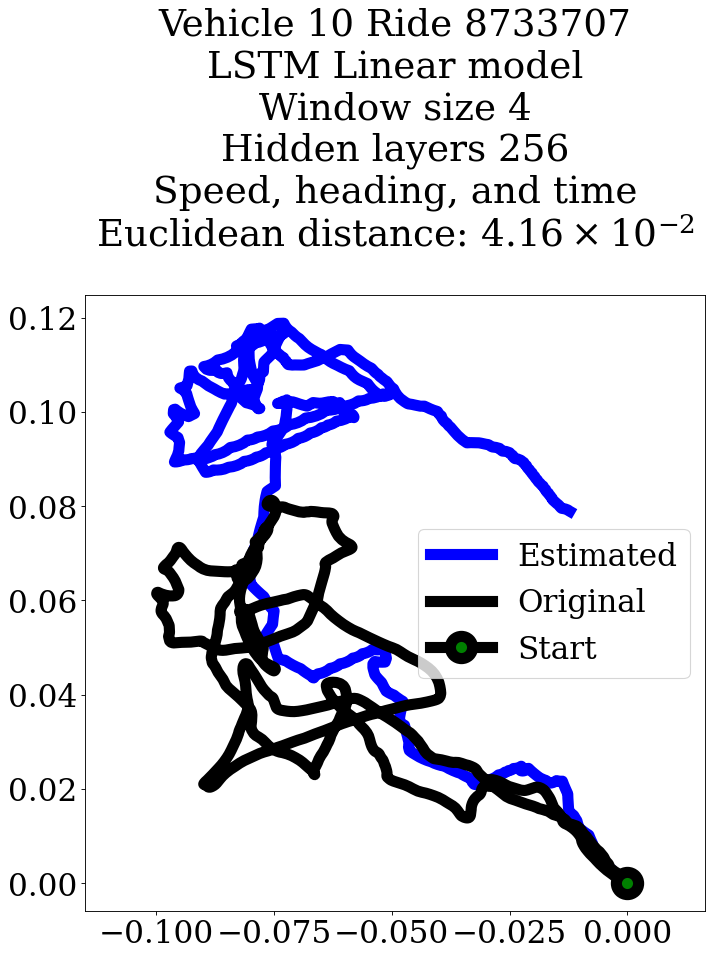 Vehicle 10 Ride 8733707
LSTM Linear model
Window size 4
Hidden layers 256
Speed, heading, and time
Euclidean distance: 4.16 × 10⁻²
0.12
0.10
0.08
0.06
0.04
0.02
0.00
Estimated
Original
Start
−0.100 −0.075 −0.050 −0.025 0.000